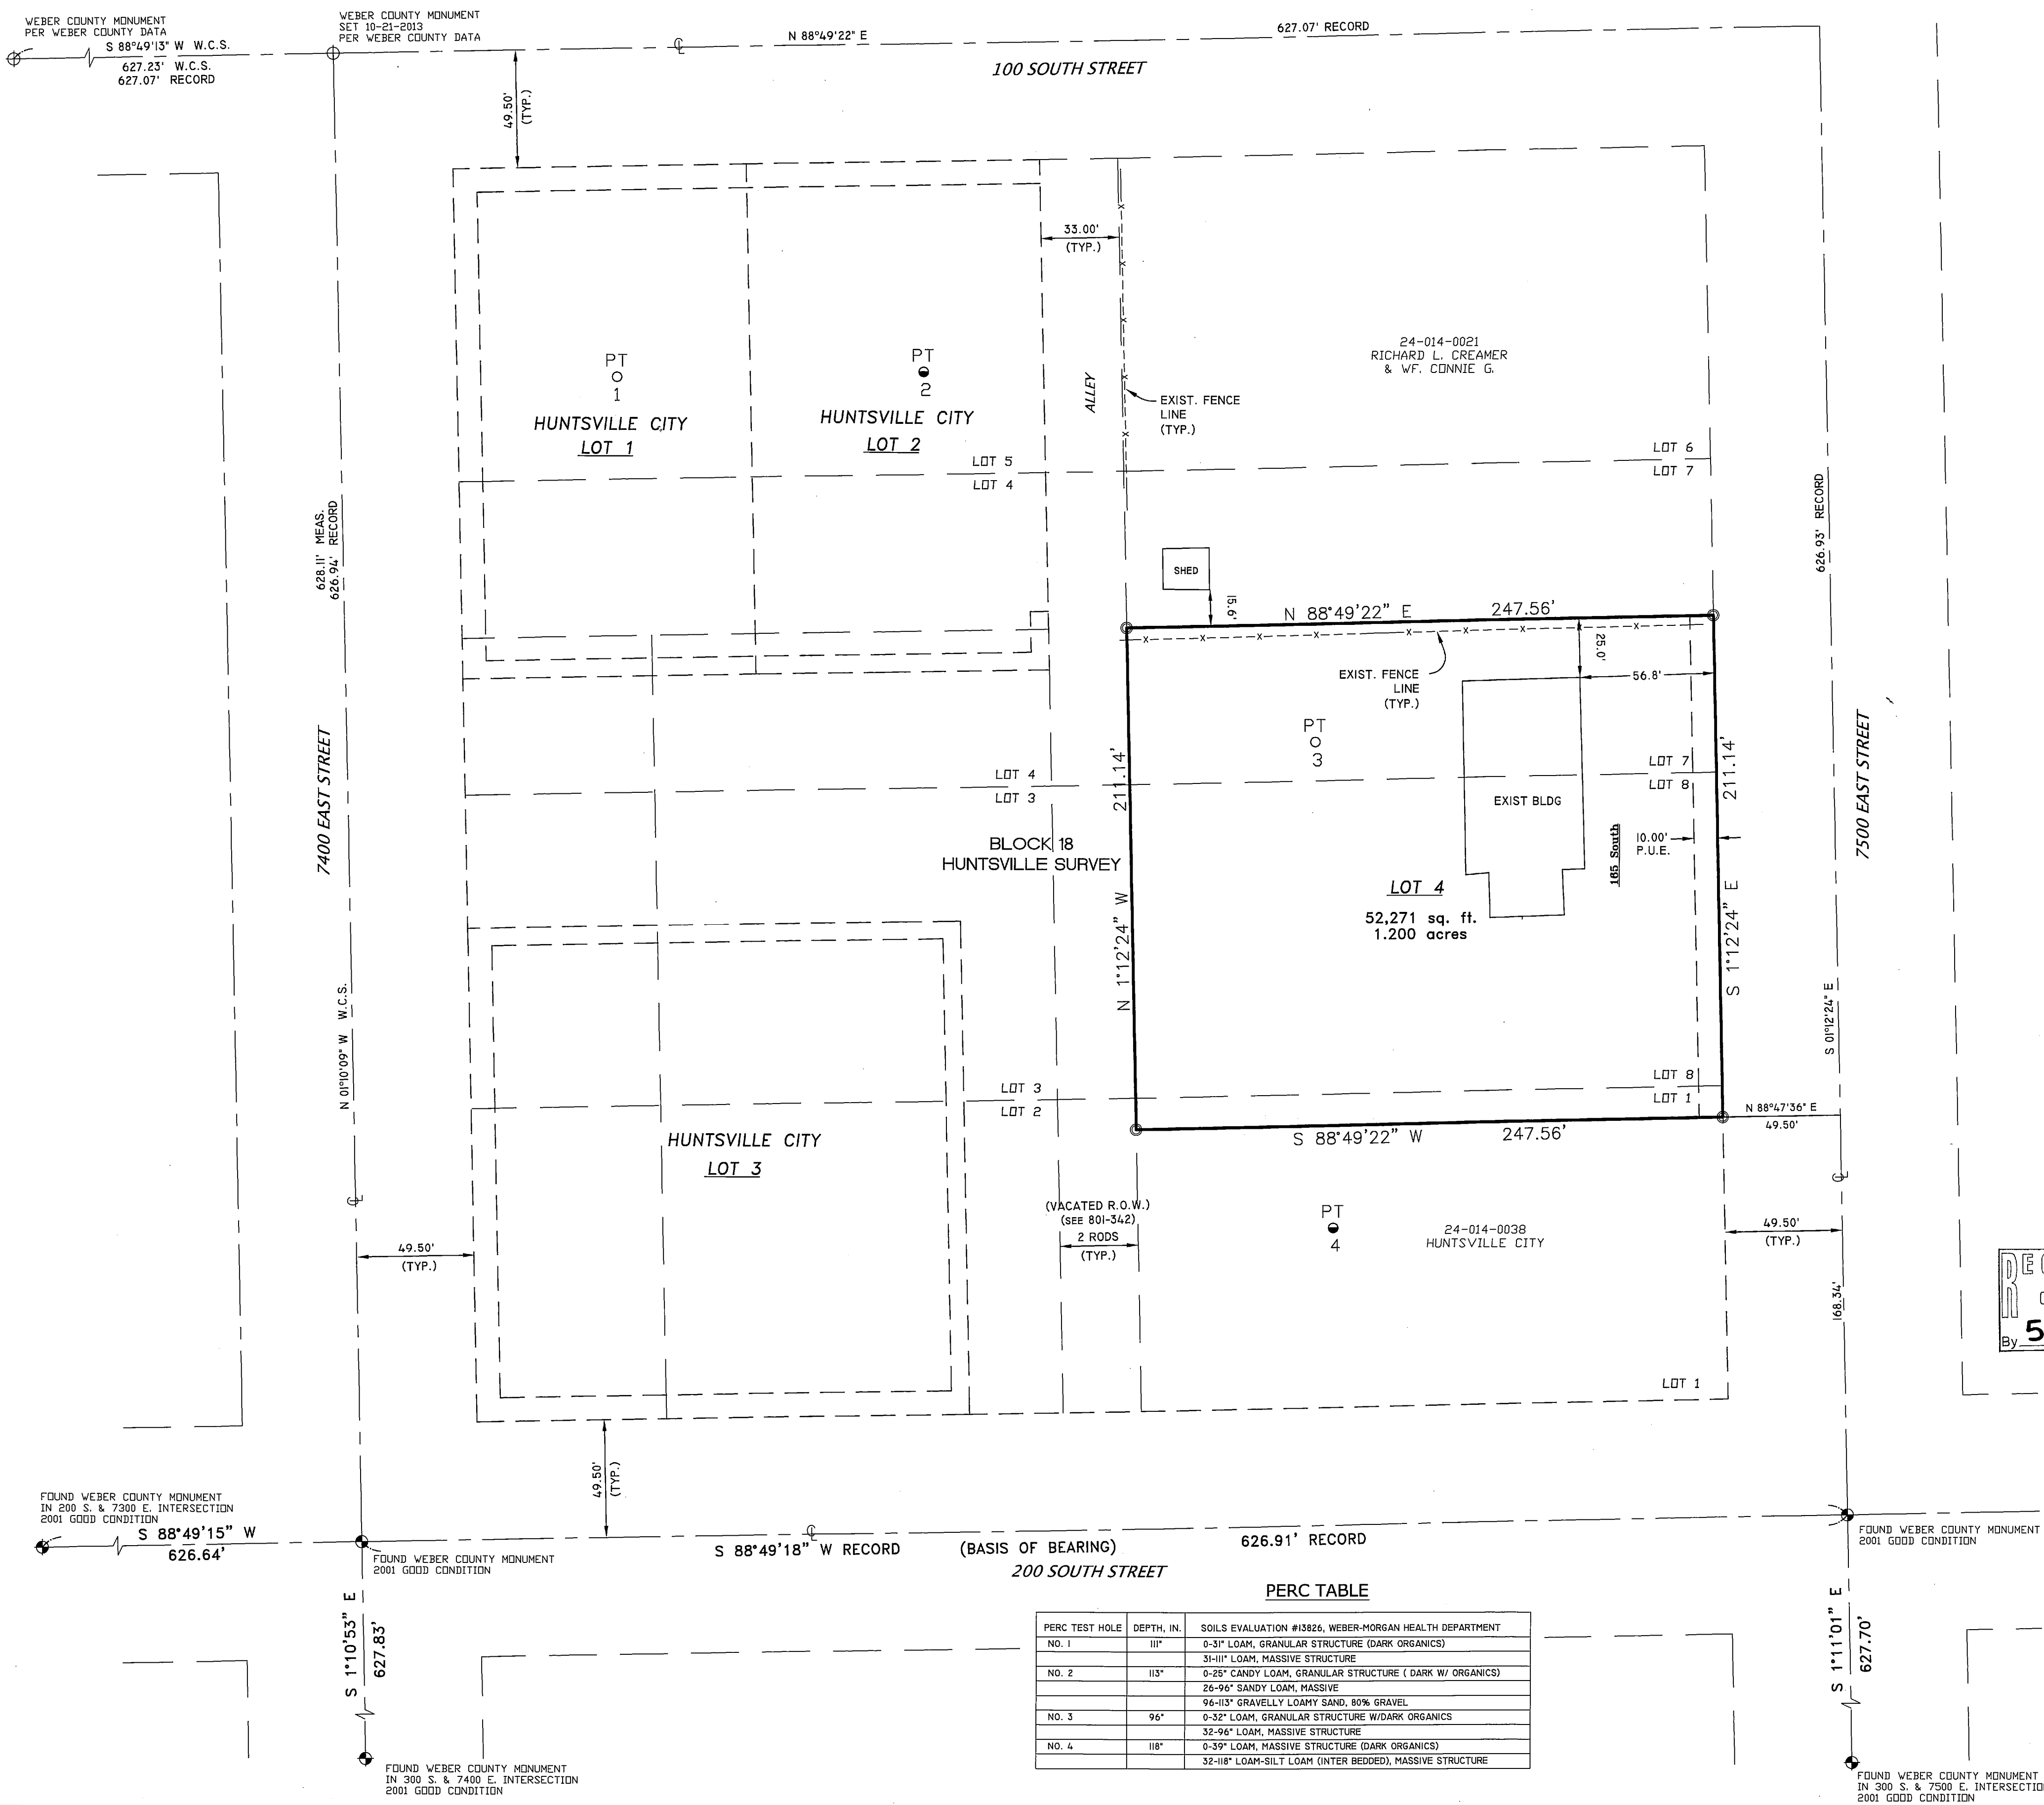 WEBER COUNTY MONUMENT
PER WEBER COUNTY DATA
S 88°49'13" W W.C.S.
627.23' W.C.S.
627.07' RECORD
WEBER COUNTY MONUMENT
SET 10-21-2013
PER WEBER COUNTY DATA
N 88°49'22" E
627.07' RECORD
100 SOUTH STREET
49.50'
(TYP.)
33.00'
(TYP.)
ALLEY
EXIST. FENCE
LINE
(TYP.)
24-014-0021
RICHARD L. CREAMER
& WF. CONNIE G.
PT
1
HUNTSVILLE CITY
LOT 1
PT
2
HUNTSVILLE CITY
LOT 2
LOT 5
LOT 4
LOT 6
LOT 7
628.11' MEAS.
626.94' RECORD
626.93' RECORD
SHED
15.6'
N 88°49'22" E 247.56'
25.0'
56.8'
EXIST. FENCE
LINE
(TYP.)
PT
3
7400 EAST STREET
7500 EAST STREET
LOT 4
LOT 3
211.14'
LOT 7
LOT 8
211.14'
EXIST BLDG
10.00'
P.U.E.
165 South
BLOCK 18
HUNTSVILLE SURVEY
LOT 4
52,271 sq. ft.
1.200 acres
N 1°12'24" W
S 1°12'24" E
N 01°10'09" W W.C.S.
S 01°12'24" E
LOT 3
LOT 2
LOT 8
LOT 1
N 88°47'36" E
49.50'
S 88°49'22" W 247.56'
HUNTSVILLE CITY
LOT 3
(VACATED R.O.W.)
(SEE 801-342)
2 RODS
(TYP.)
PT
4
24-014-0038
HUNTSVILLE CITY
49.50'
(TYP.)
49.50'
(TYP.)
168.34'
By 5
LOT 1
49.50'
(TYP.)
FOUND WEBER COUNTY MONUMENT
IN 200 S. & 7300 E. INTERSECTION
2001 GOOD CONDITION
S 88°49'15" W
626.64'
FOUND WEBER COUNTY MONUMENT
2001 GOOD CONDITION
S 88°49'18" W RECORD (BASIS OF BEARING) 626.91' RECORD
200 SOUTH STREET
FOUND WEBER COUNTY MONUMENT
2001 GOOD CONDITION
S 1°10'53" E
627.83'
S 1°11'01" E
627.70'
PERC TABLE
PERC TEST HOLE DEPTH, IN. SOILS EVALUATION #13826, WEBER-MORGAN HEALTH DEPARTMENT
NO. 1 111" 0-31" LOAM, GRANULAR STRUCTURE (DARK ORGANICS)
31-111" LOAM, MASSIVE STRUCTURE
NO. 2 113" 0-25" CANDY LOAM, GRANULAR STRUCTURE ( DARK W/ ORGANICS)
26-96" SANDY LOAM, MASSIVE
96-113" GRAVELLY LOAMY SAND, 80% GRAVEL
NO. 3 96" 0-32" LOAM, GRANULAR STRUCTURE W/DARK ORGANICS
32-96" LOAM, MASSIVE STRUCTURE
NO. 4 118" 0-39" LOAM, MASSIVE STRUCTURE (DARK ORGANICS)
32-118" LOAM-SILT LOAM (INTER BEDDED), MASSIVE STRUCTURE
FOUND WEBER COUNTY MONUMENT
IN 300 S. & 7400 E. INTERSECTION
2001 GOOD CONDITION
FOUND WEBER COUNTY MONUMENT
IN 300 S. & 7500 E. INTERSECTIO
2001 GOOD CONDITION